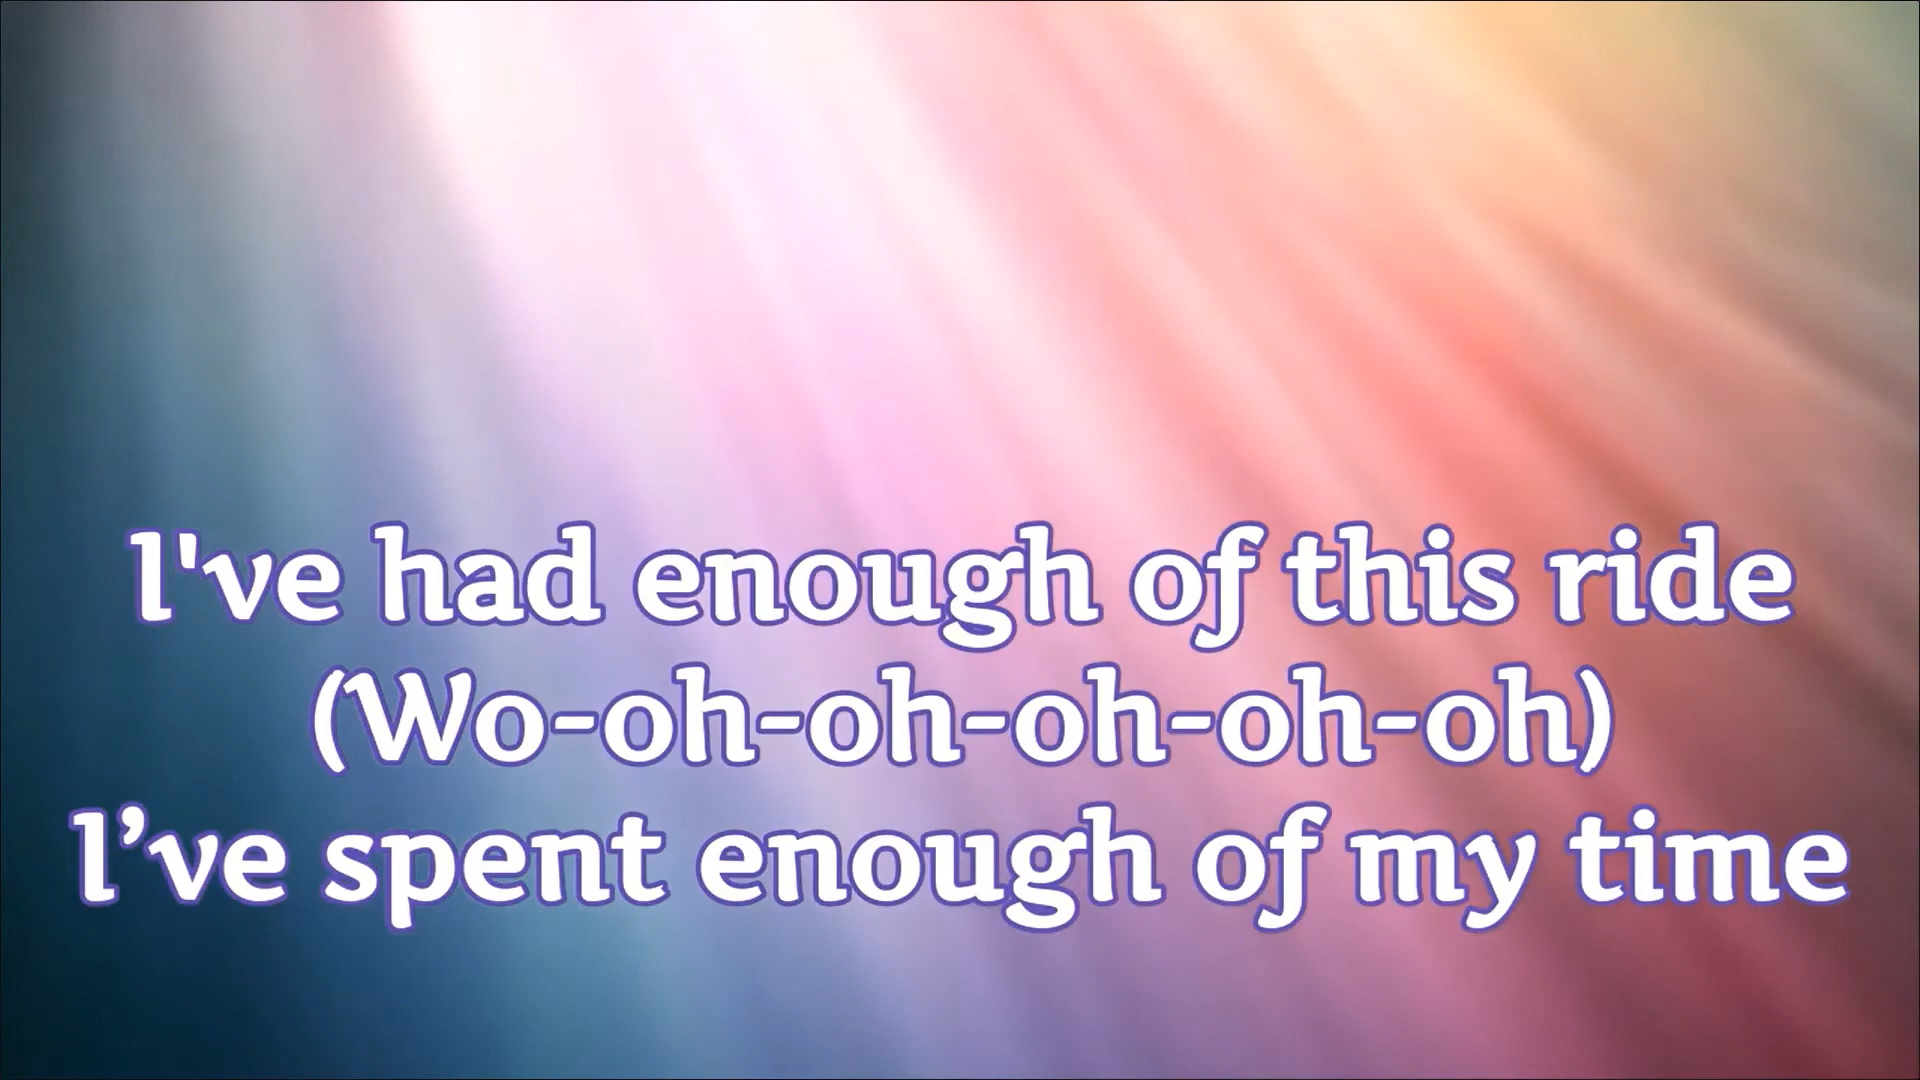 I've had enough of this ride
(Wo-oh-oh-oh-oh-oh)
I’ve spent enough of my time